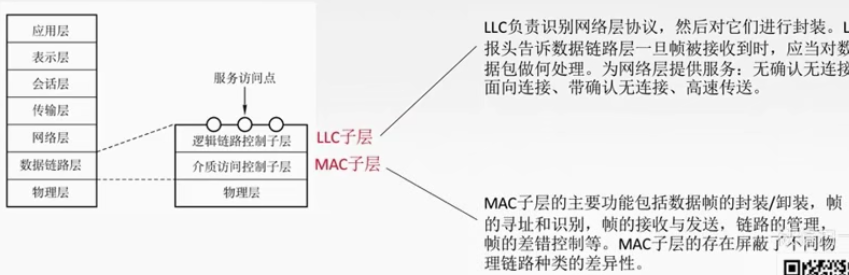 应用层
表示层
会话层
传输层
网络层
数据链路层
物理层
服务访问点
逻辑链路控制子层
介质访问控制子层
物理层
LLC子层
MAC子层
LLC负责识别网络层协议，然后对它们进行封装。L
报头告诉数据链路层一旦帧被接收到时，应当对数
据包做何处理。为网络层提供服务：无确认无连接
面向连接、带确认无连接、高速传送。
MAC子层的主要功能包括数据帧的封装/卸装，帧
的寻址和识别，帧的接收与发送，链路的管理，
帧的差错控制等。MAC子层的存在屏蔽了不同物
理链路种类的差异性。